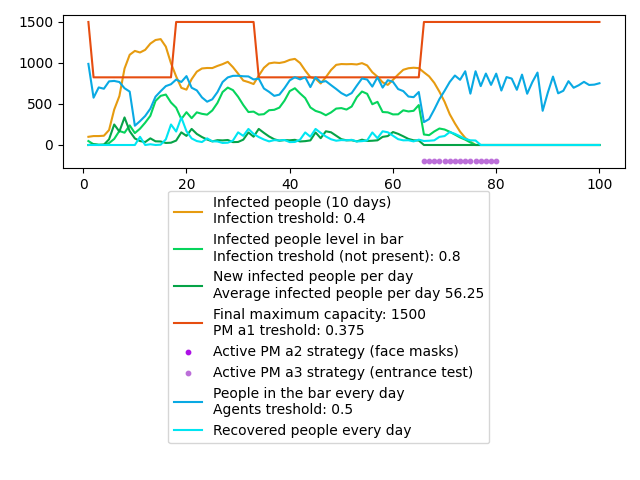 1500
1000
500
0
0
20
40
60
80
100
Infected people (10 days)
Infection treshold: 0.4
Infected people level in bar
Infection treshold (not present): 0.8
New infected people per day
Average infected people per day 56.25
Final maximum capacity: 1500
PM a1 treshold: 0.375
Active PM a2 strategy (face masks)
Active PM a3 strategy (entrance test)
People in the bar every day
Agents treshold: 0.5
Recovered people every day